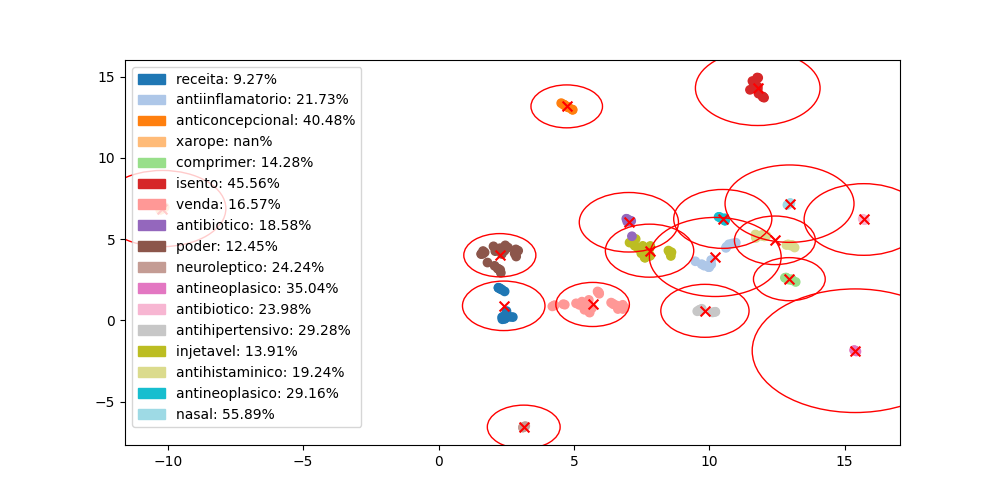 15
10
5
0
−5
−10
−5
0
5
10
15
receita: 9.27%
antiinflamatorio: 21.73%
anticoncepcional: 40.48%
xarope: nan%
comprimer: 14.28%
isento: 45.56%
venda: 16.57%
antibiotico: 18.58%
poder: 12.45%
neuroleptico: 24.24%
antineoplasico: 35.04%
antibiotico: 23.98%
antihipertensivo: 29.28%
injetavel: 13.91%
antihistaminico: 19.24%
antineoplasico: 29.16%
nasal: 55.89%